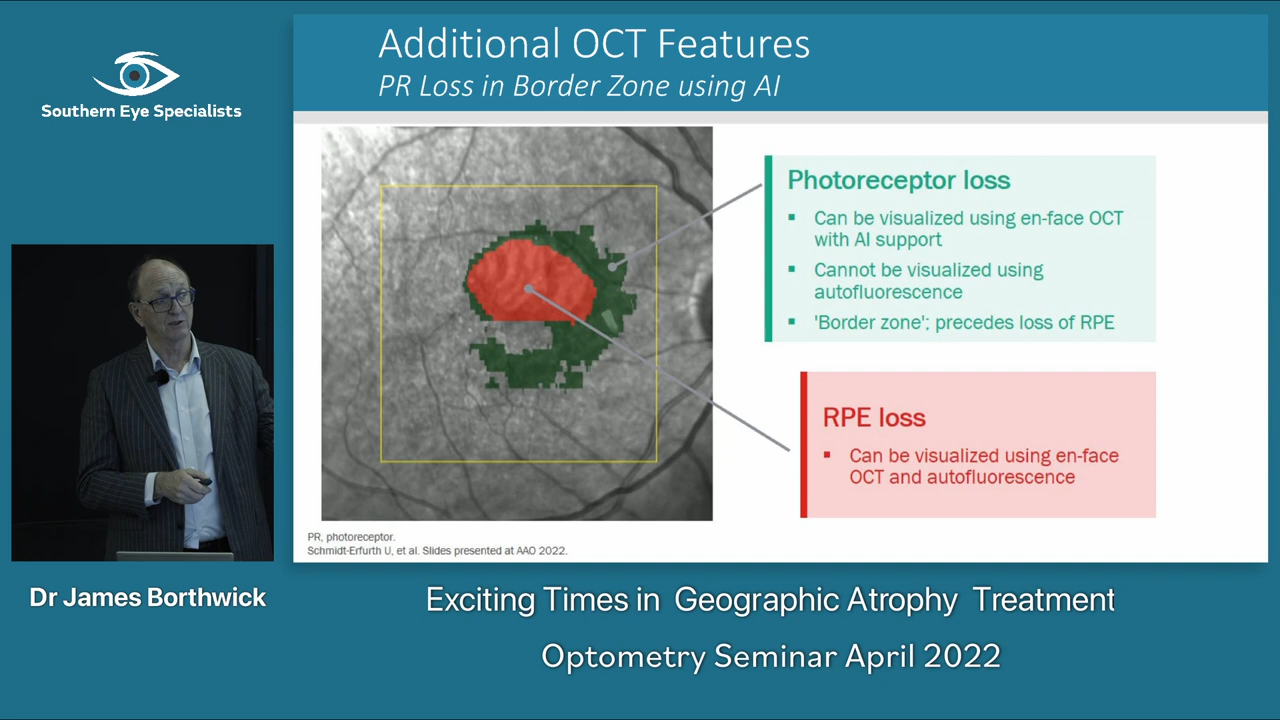 Southern Eye Specialists
Additional OCT Features
PR Loss in Border Zone using AI
Photoreceptor loss
▪ Can be visualized using en-face OCT
with AI support
▪ Cannot be visualized using
autofluorescence
▪ 'Border zone'; precedes loss of RPE
RPE loss
▪ Can be visualized using en-face
OCT and autofluorescence
PR, photoreceptor.
Schmidt-Erfurth U, et al. Slides presented at AAO 2022.
Dr James Borthwick
Exciting Times in Geographic Atrophy Treatment
Optometry Seminar April 2022